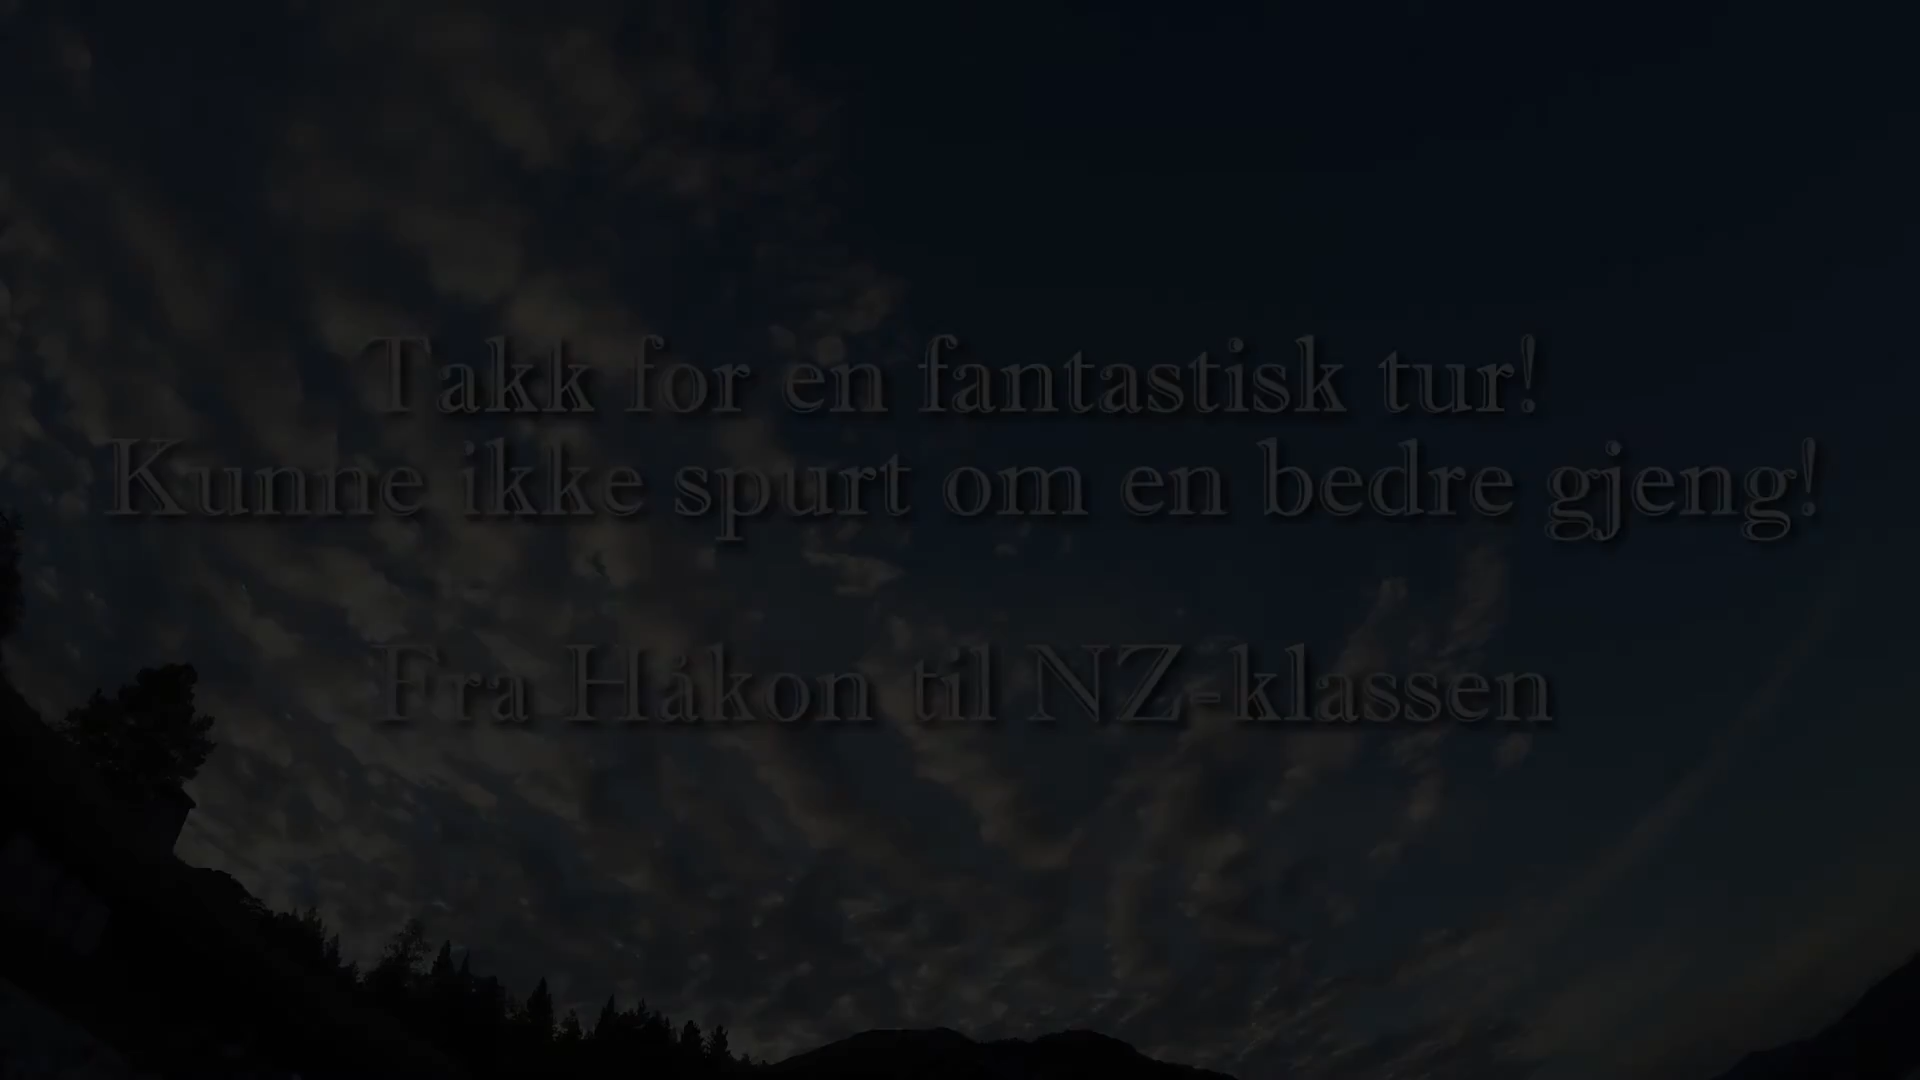 Takk for en fantastisk tur!
Kunne ikke spurt om en bedre gjeng!
Fra Håkon til NZ-klassen